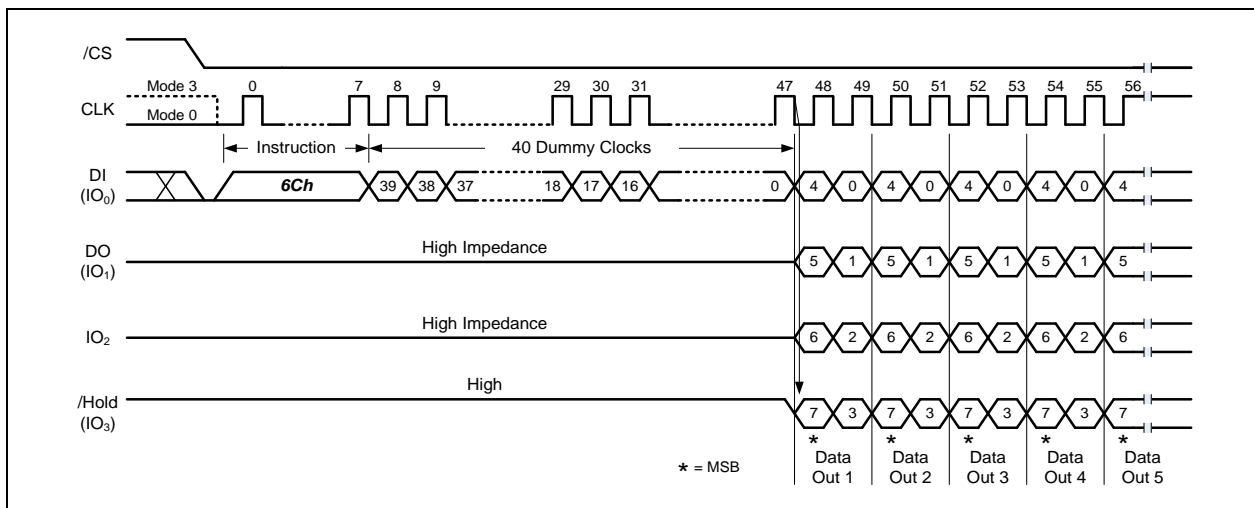 /CS
Mode 3
0 7 8 9 29 30 31 47 48 49 50 51 52 53 54 55 56
CLK
Mode 0
Instruction 40 Dummy Clocks
DI
(IO0)
6Ch 39 38 37 18 17 16 0 4 0 4 0 4 0 4 0 4
DO
(IO1)
High Impedance 5 1 5 1 5 1 5 1 5
IO2
High Impedance 6 2 6 2 6 2 6 2 6
/Hold
(IO3)
High 7 3 7 3 7 3 7 3 7
* * * * *
* = MSB
Data Data Data Data Data
Out 1 Out 2 Out 3 Out 4 Out 5